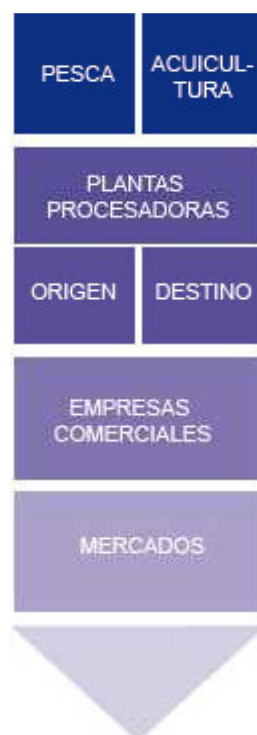 PESCA
ACUICUL-
TURA
PLANTAS
PROCESADORAS
ORIGEN
DESTINO
EMPRESAS
COMERCIALES
MERCADOS